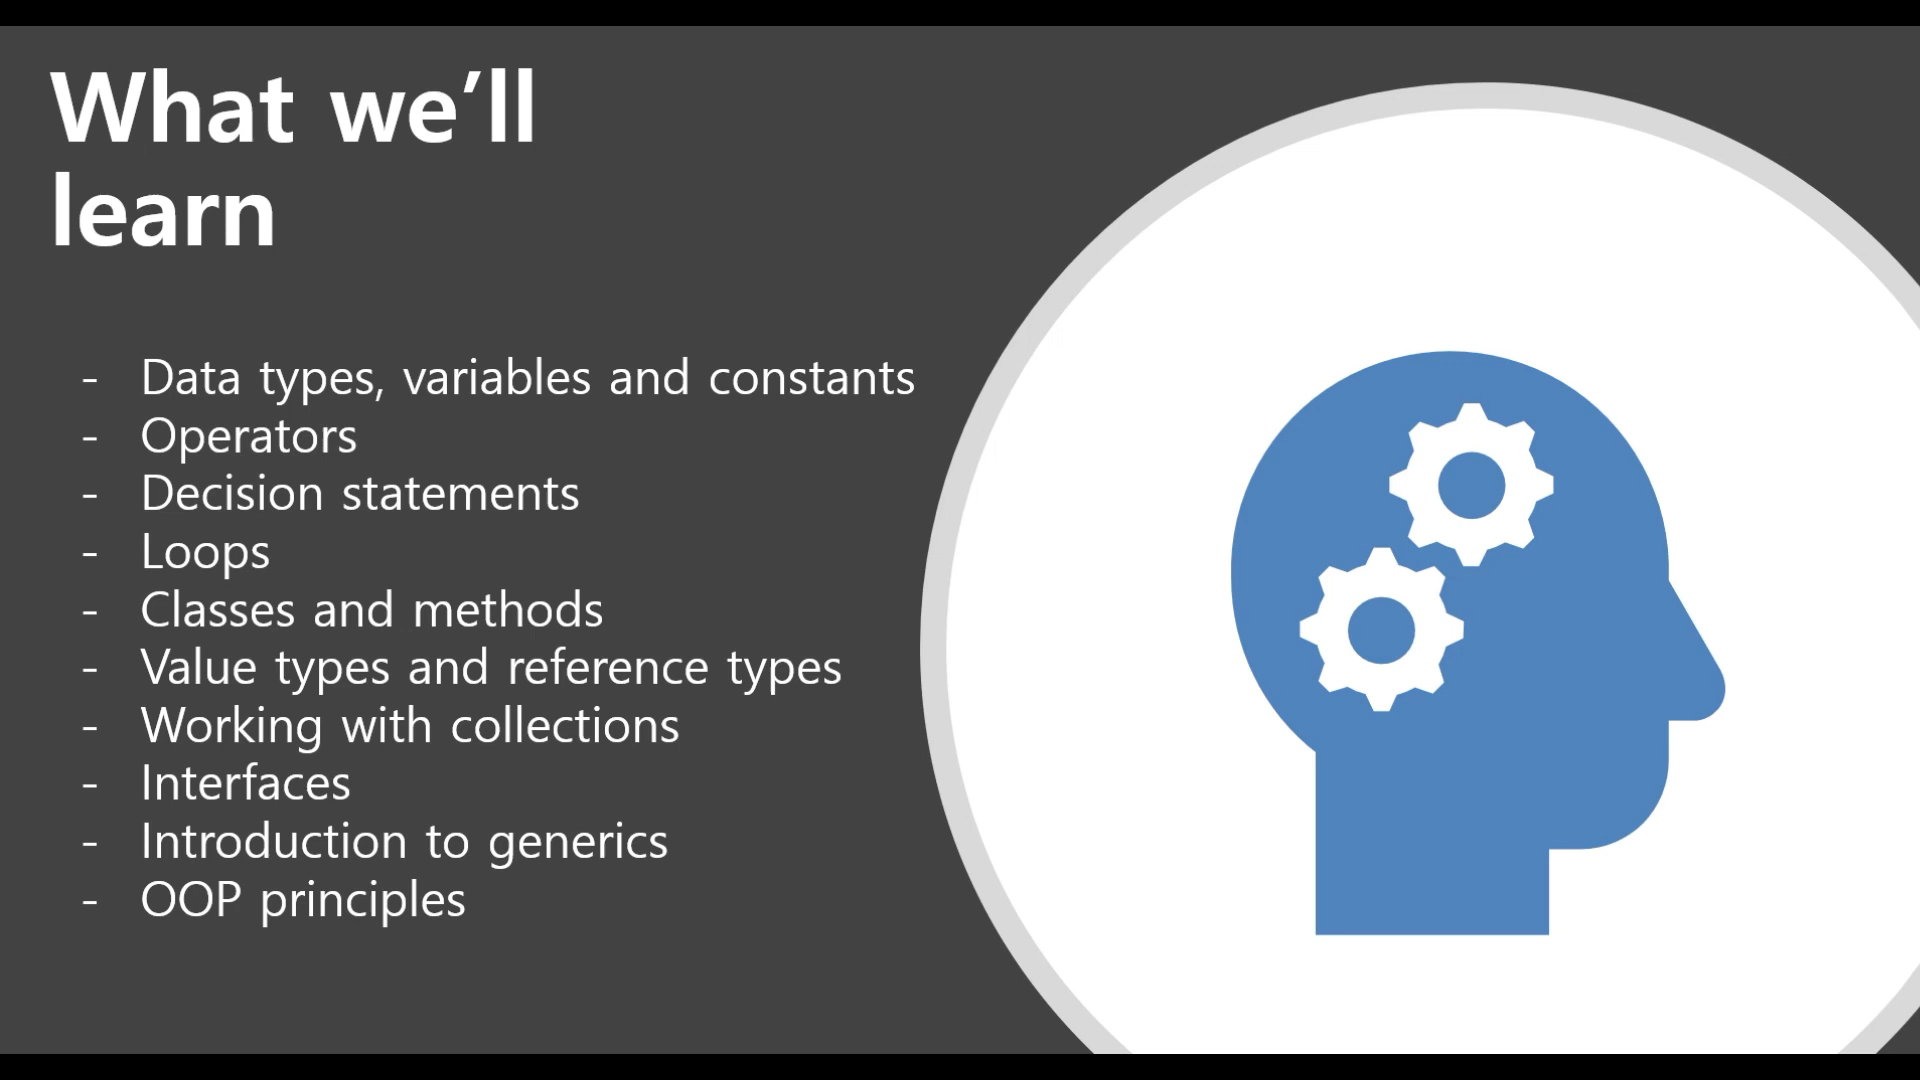 What we’ll
learn
- Data types, variables and constants
- Operators
- Decision statements
- Loops
- Classes and methods
- Value types and reference types
- Working with collections
- Interfaces
- Introduction to generics
- OOP principles